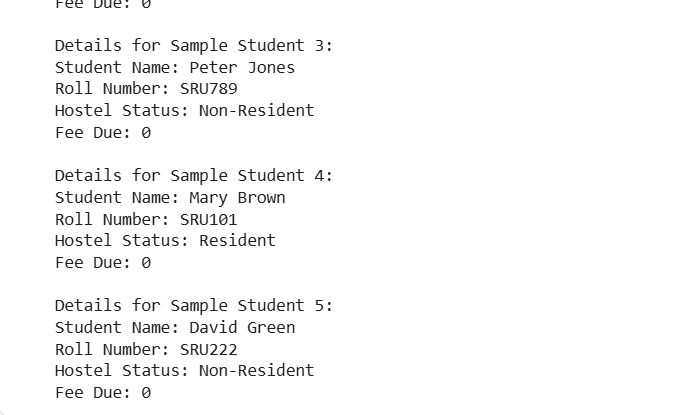 Fee Due: 0
Details for Sample Student 3:
Student Name: Peter Jones
Roll Number: SRU789
Hostel Status: Non-Resident
Fee Due: 0
Details for Sample Student 4:
Student Name: Mary Brown
Roll Number: SRU101
Hostel Status: Resident
Fee Due: 0
Details for Sample Student 5:
Student Name: David Green
Roll Number: SRU222
Hostel Status: Non-Resident
Fee Due: 0